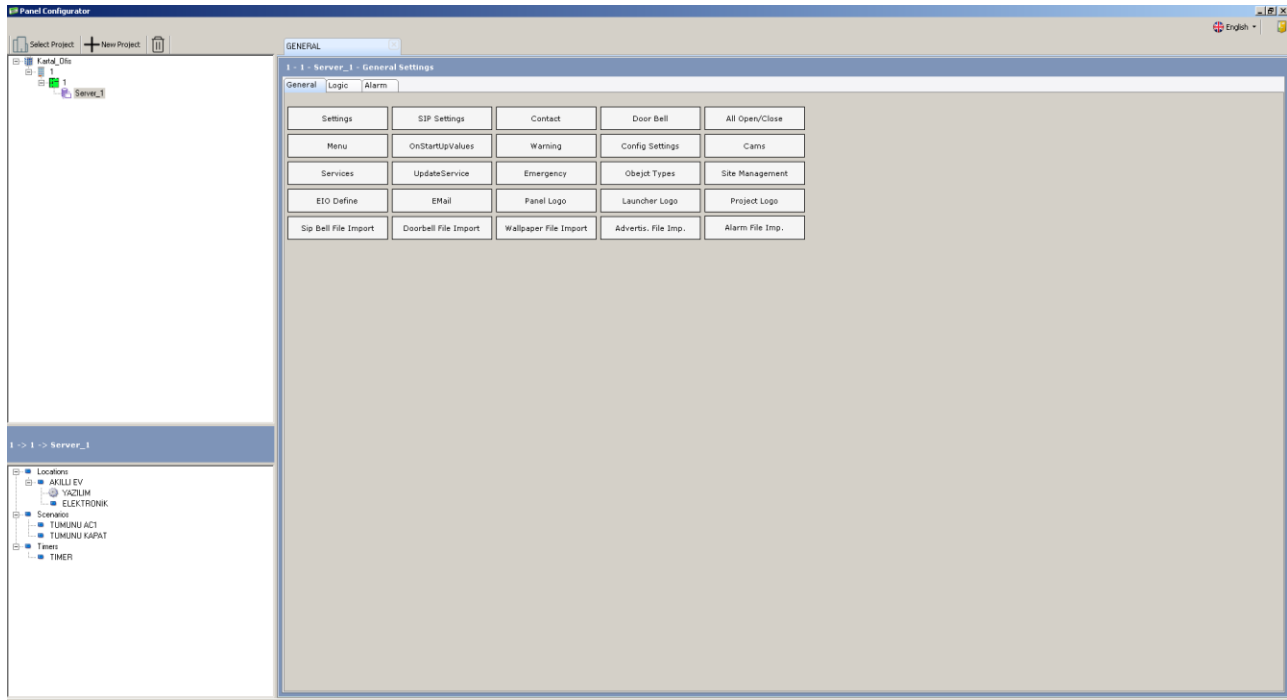 Panel Configurator
English
Select Project New Project
GENERAL
Kartal_Ofis
1
1
Server_1
1 - 1 - Server_1 - General Settings
General Logic Alarm
Settings SIP Settings Contact Door Bell All Open/Close
Menu OnStartUpValues Warning Config Settings Cams
Services UpdateService Emergency Obejct Types Site Management
EIO Define EMail Panel Logo Launcher Logo Project Logo
Sip Bell File Import Doorbell File Import Wallpaper File Import Advertis. File Imp. Alarm File Imp.
1 -> 1 -> Server_1
Locations
AKILLI EV
YAZILIM
ELEKTRONIK
Scenarios
TUMUNU AC1
TUMUNU KAPAT
Timers
TIMER